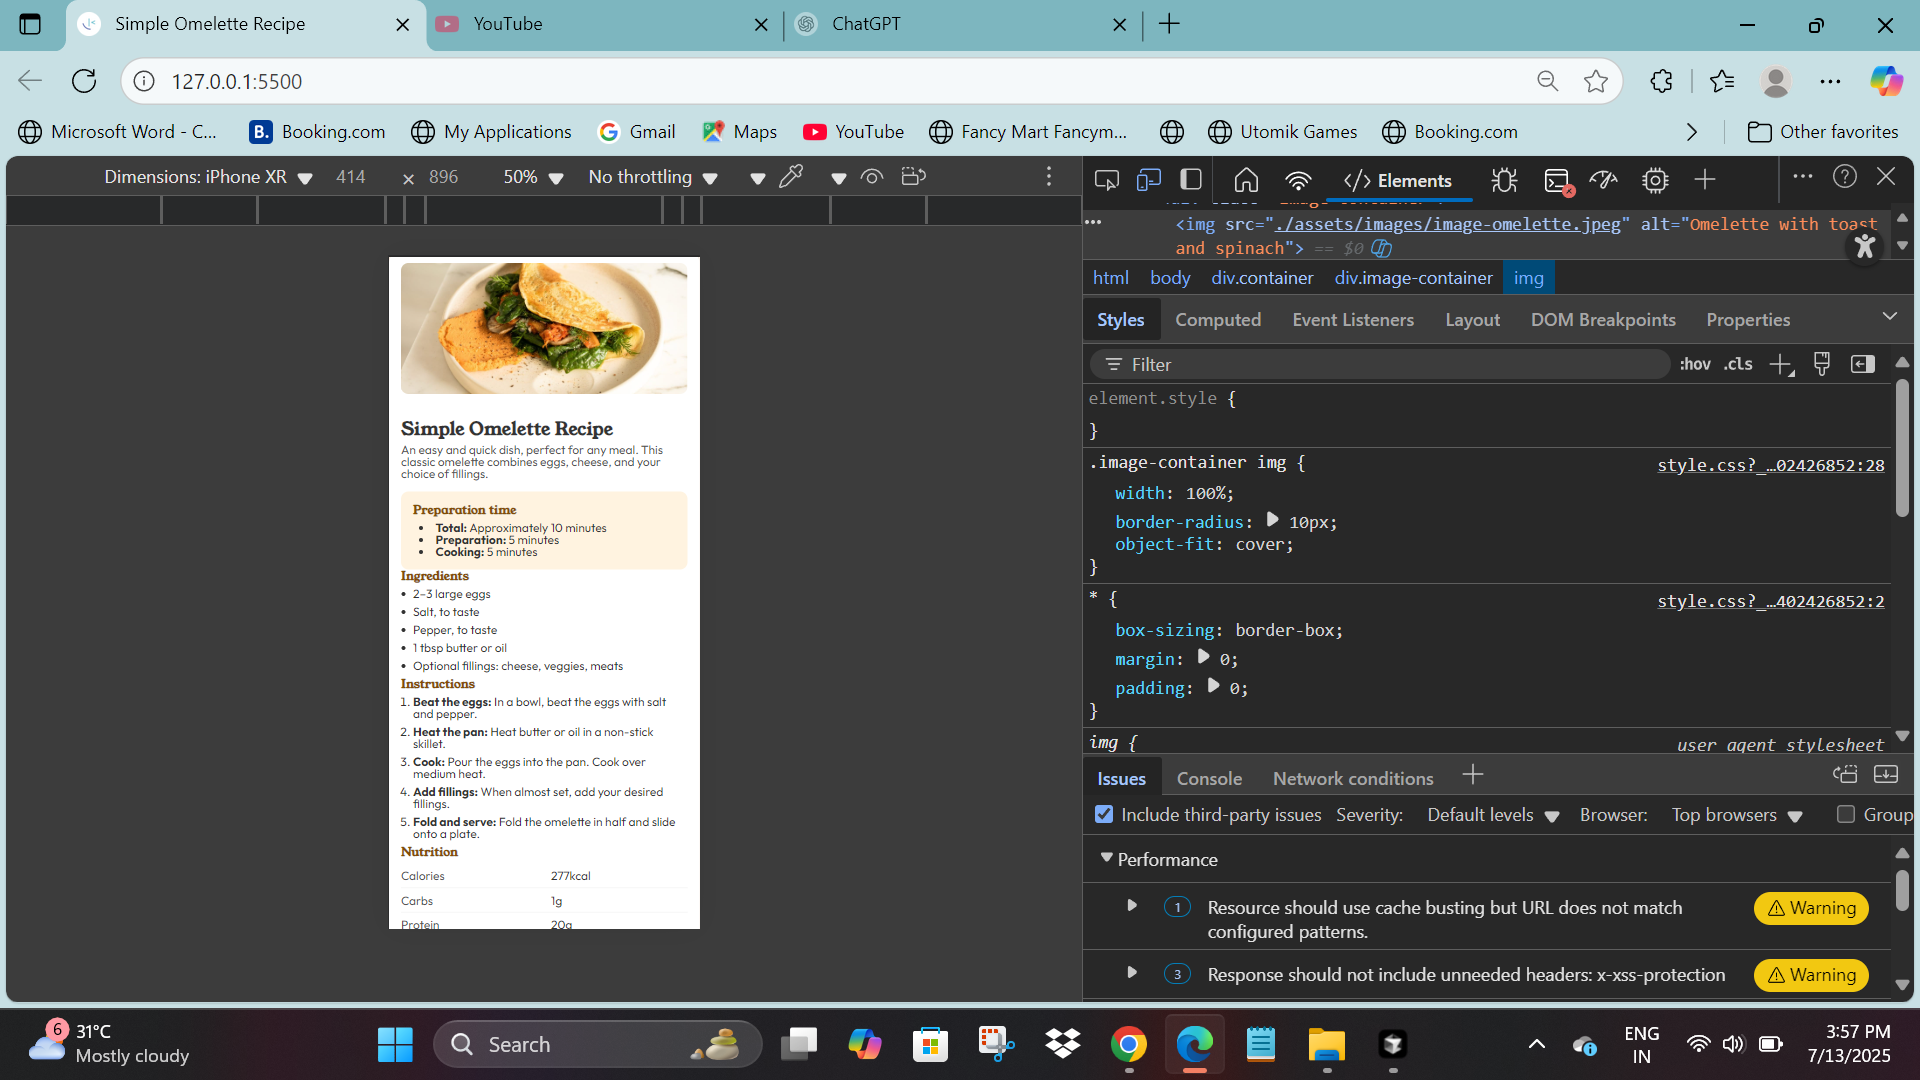 Simple Omelette Recipe
YouTube
ChatGPT
127.0.0.1:5500
Microsoft Word - C...
Booking.com
My Applications
Gmail
Maps
YouTube
Fancy Mart Fancym...
Utomik Games
Booking.com
Other favorites
Dimensions: iPhone XR
414
×
896
50%
No throttling
Elements
<img src="./assets/images/image-omelette.jpeg" alt="Omelette with toast
and spinach"> == $0
html
body
div.container
div.image-container
img
Styles
Computed
Event Listeners
Layout
DOM Breakpoints
Properties
Filter
:hov
.cls
element.style {
}
.image-container img {
style.css?_…02426852:28
width: 100%;
border-radius: 10px;
object-fit: cover;
}
* {
style.css?_…402426852:2
box-sizing: border-box;
margin: 0;
padding: 0;
}
img {
user agent stylesheet
Issues
Console
Network conditions
Include third-party issues
Severity:
Default levels
Browser:
Top browsers
Group
Performance
1
Resource should use cache busting but URL does not match
configured patterns.
Warning
3
Response should not include unneeded headers: x-xss-protection
Warning
Simple Omelette Recipe
An easy and quick dish, perfect for any meal. This
classic omelette combines eggs, cheese, and your
choice of fillings.
Preparation time
• Total: Approximately 10 minutes
• Preparation: 5 minutes
• Cooking: 5 minutes
Ingredients
• 2–3 large eggs
• Salt, to taste
• Pepper, to taste
• 1 tbsp butter or oil
• Optional fillings: cheese, veggies, meats
Instructions
1. Beat the eggs: In a bowl, beat the eggs with salt
and pepper.
2. Heat the pan: Heat butter or oil in a non-stick
skillet.
3. Cook: Pour the eggs into the pan. Cook over
medium heat.
4. Add fillings: When almost set, add your desired
fillings.
5. Fold and serve: Fold the omelette in half and slide
onto a plate.
Nutrition
Calories 277kcal
Carbs 1g
Protein 20g
6
31°C
Mostly cloudy
Search
ENG
IN
3:57 PM
7/13/2025